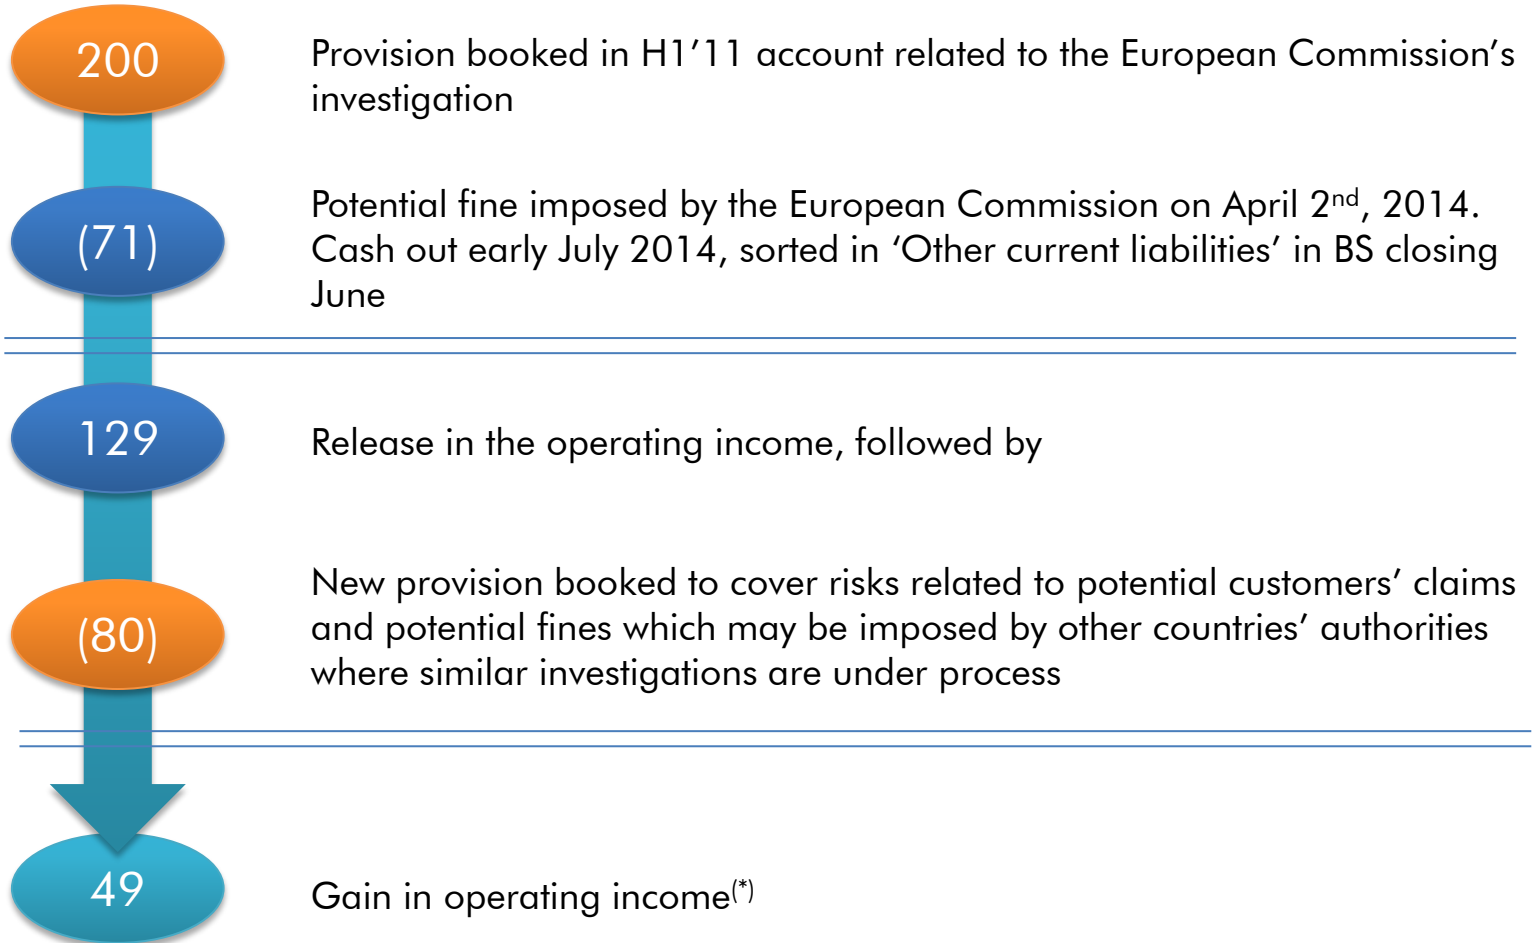 200
Provision booked in H1’11 account related to the European Commission’s
investigation
(71)
Potential fine imposed by the European Commission on April 2nd, 2014.
Cash out early July 2014, sorted in ‘Other current liabilities’ in BS closing
June
129
Release in the operating income, followed by
(80)
New provision booked to cover risks related to potential customers’ claims
and potential fines which may be imposed by other countries’ authorities
where similar investigations are under process
49
Gain in operating income(*)